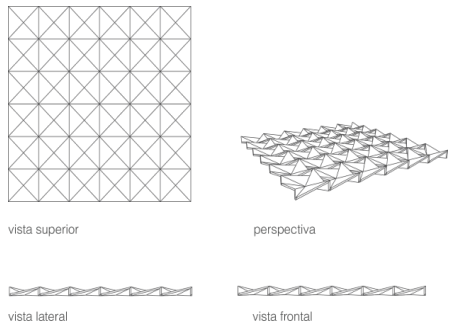 vista superior
perspectiva
vista lateral
vista frontal